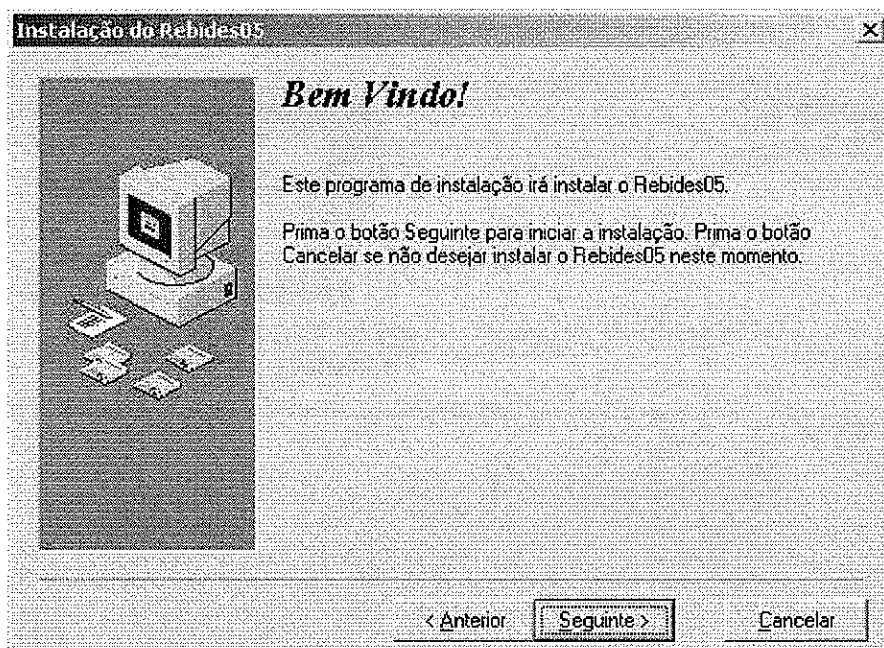 Instalação do Rebides05
Bem Vindo!
Este programa de instalação irá instalar o Rebides05.
Prima o botão Seguinte para iniciar a instalação. Prima o botão
Cancelar se não desejar instalar o Rebides05 neste momento.
< Anterior Seguinte > Cancelar